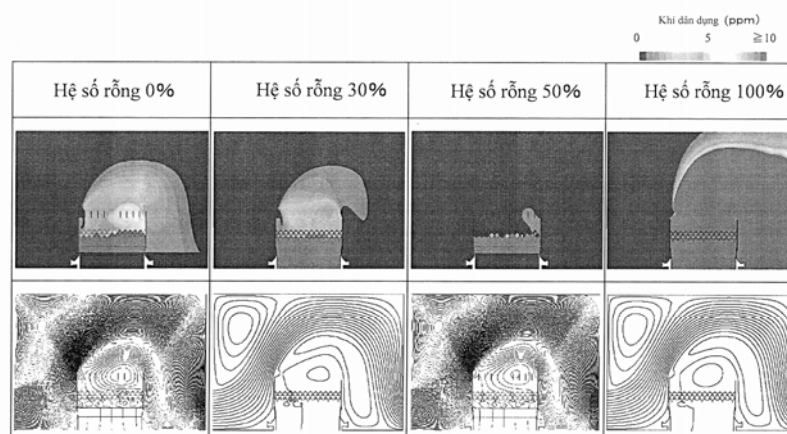 Khí dân dụng (ppm)
0 5 ≧10
Hệ số rỗng 0% Hệ số rỗng 30% Hệ số rỗng 50% Hệ số rỗng 100%